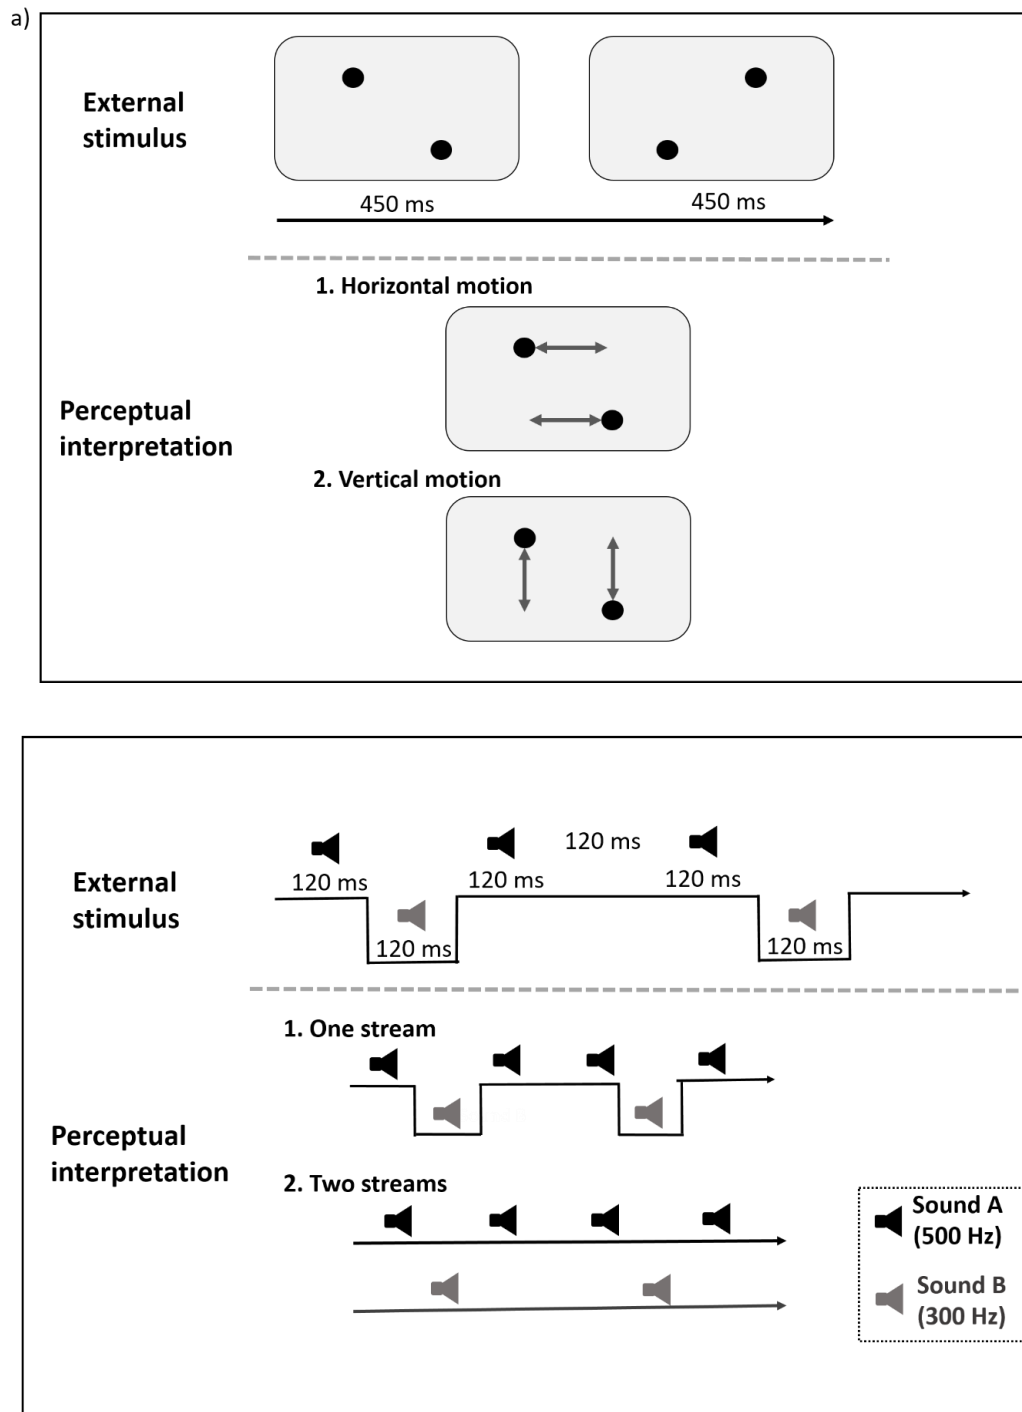 a)
External
stimulus
450 ms
450 ms
1. Horizontal motion
Perceptual
interpretation
2. Vertical motion
120 ms
120 ms
120 ms
120 ms
External
stimulus
120 ms
120 ms
1. One stream
Perceptual
interpretation
2. Two streams
Sound A
(500 Hz)
Sound B
(300 Hz)